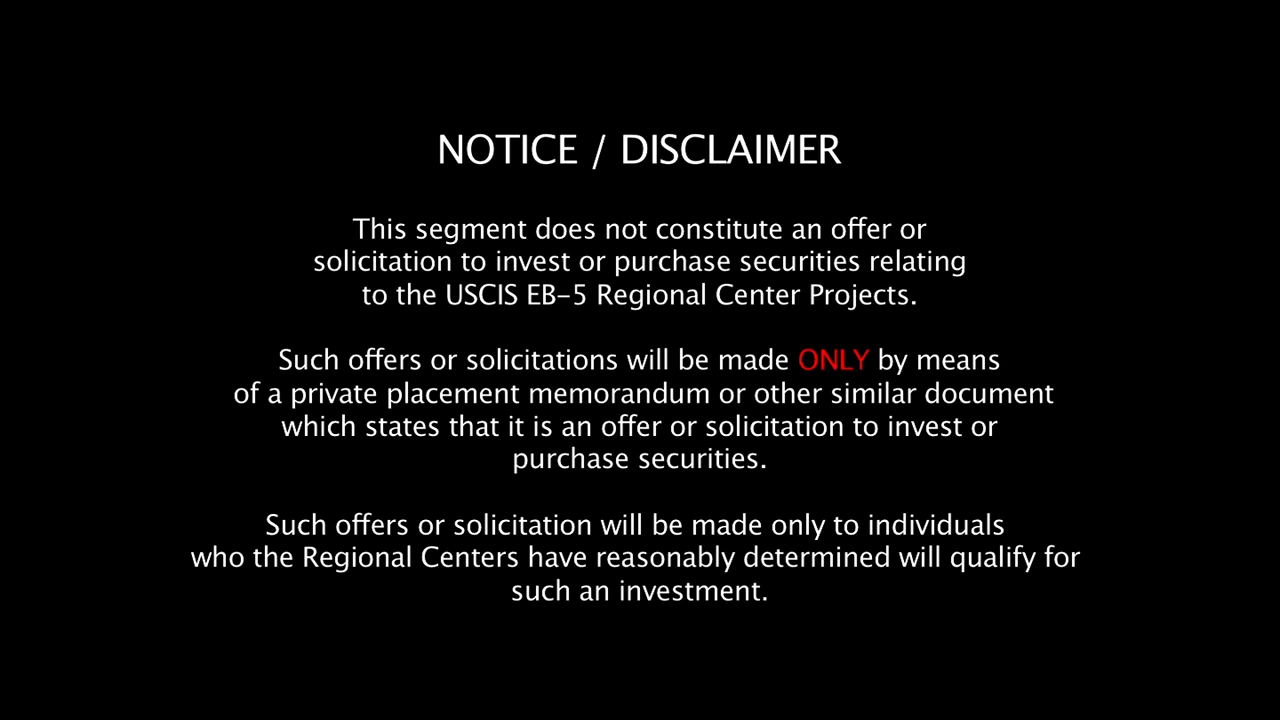 NOTICE / DISCLAIMER
This segment does not constitute an offer or
solicitation to invest or purchase securities relating
to the USCIS EB-5 Regional Center Projects.
Such offers or solicitations will be made ONLY by means
of a private placement memorandum or other similar document
which states that it is an offer or solicitation to invest or
purchase securities.
Such offers or solicitation will be made only to individuals
who the Regional Centers have reasonably determined will qualify for
such an investment.